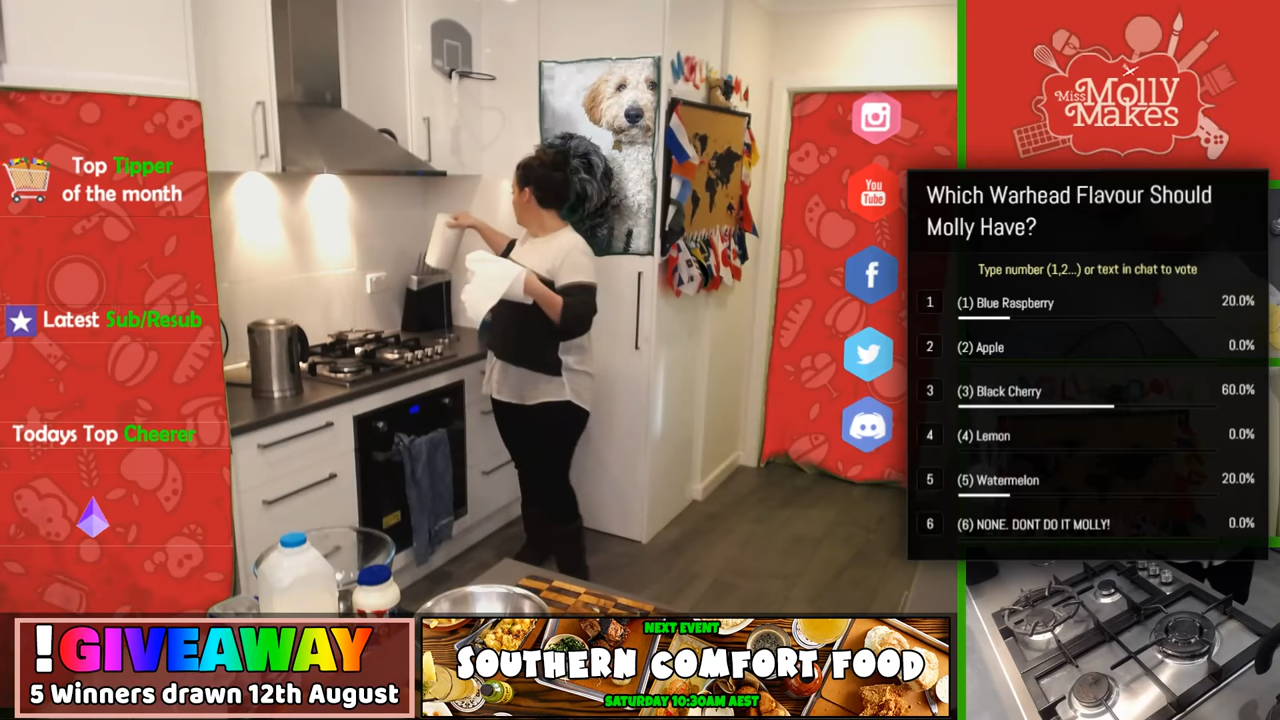 Top Tipper
of the month
Latest Sub/Resub
Todays Top Cheerer
You
Tube
Miss Molly
Makes
Which Warhead Flavour Should
Molly Have?
Type number (1,2...) or text in chat to vote
1 (1) Blue Raspberry 20.0%
2 (2) Apple 0.0%
3 (3) Black Cherry 60.0%
4 (4) Lemon 0.0%
5 (5) Watermelon 20.0%
6 (6) NONE. DONT DO IT MOLLY! 0.0%
!GIVEAWAY
5 Winners drawn 12th August
NEXT EVENT
SOUTHERN COMFORT FOOD
SATURDAY 10:30AM AEST